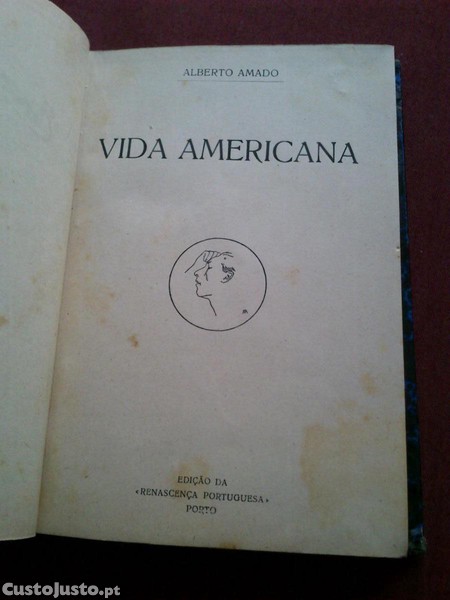 ALBERTO AMADO
VIDA AMERICANA
EDIÇÃO DA
«RENASCENÇA PORTUGUESA»
PORTO
CustoJusto.pt